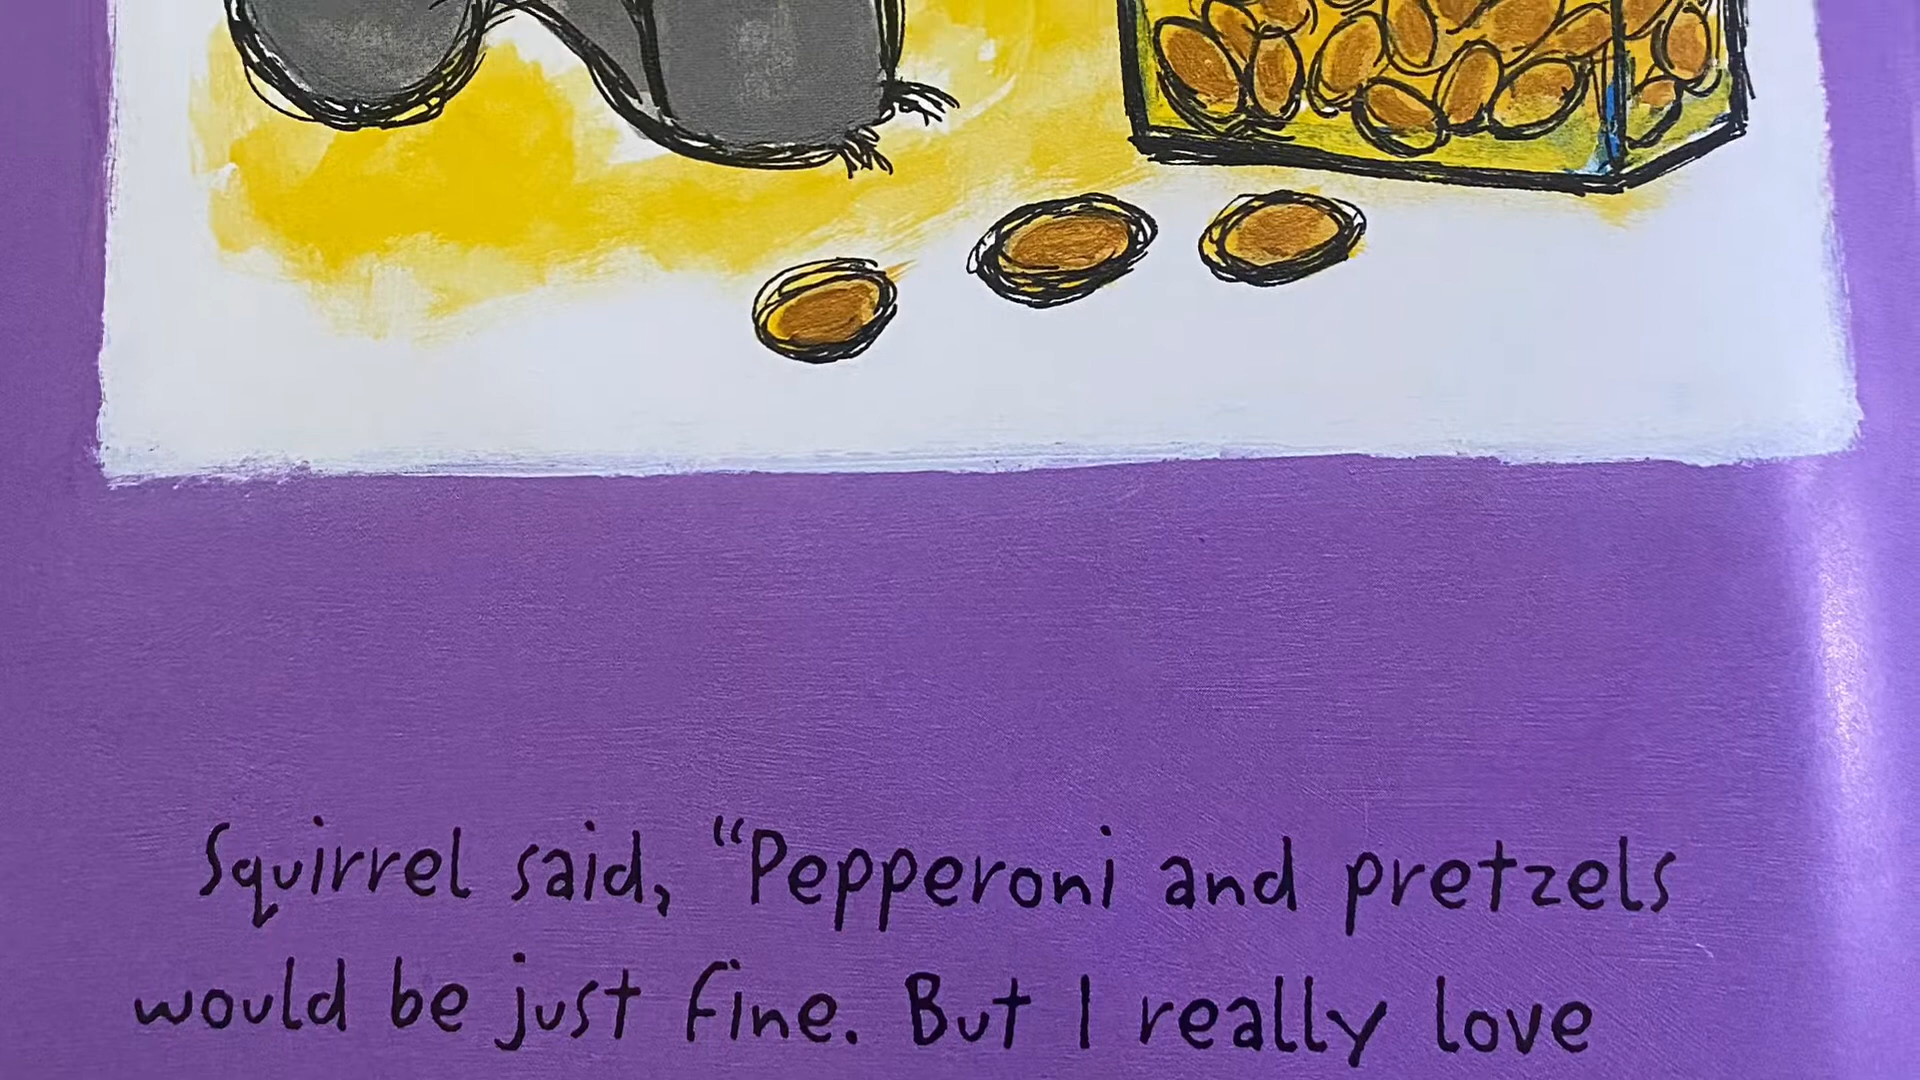 Squirrel said, “Pepperoni and pretzels
would be just fine. But I really love